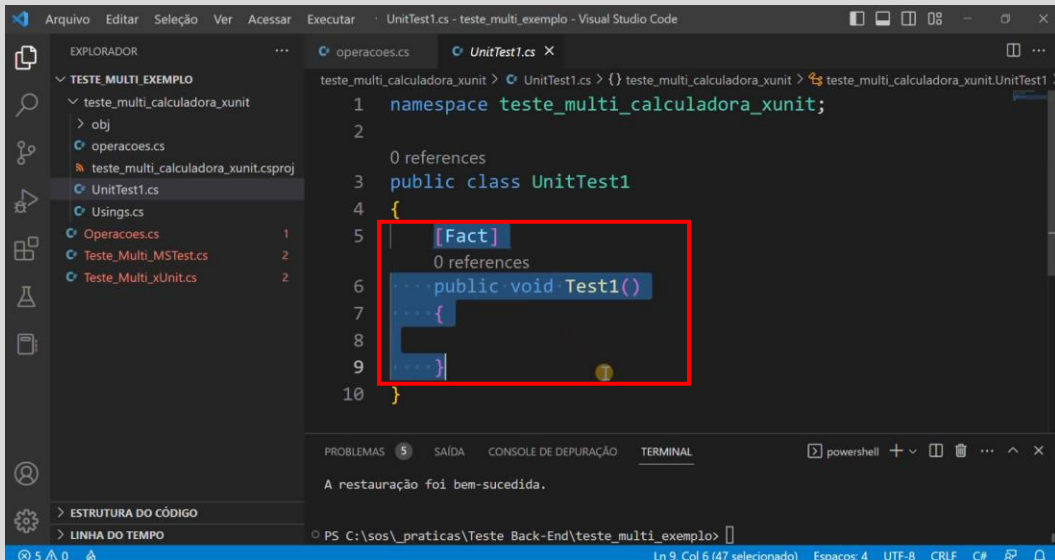 Arquivo Editar Seleção Ver Acessar Executar ··· UnitTest1.cs - teste_multi_exemplo - Visual Studio Code
EXPLORADOR ···
TESTE_MULTI_EXEMPLO
teste_multi_calculadora_xunit
obj
operacoes.cs
teste_multi_calculadora_xunit.csproj
UnitTest1.cs
Usings.cs
Operacoes.cs 1
Teste_Multi_MSTest.cs 2
Teste_Multi_xUnit.cs 2
ESTRUTURA DO CÓDIGO
LINHA DO TEMPO
operacoes.cs UnitTest1.cs
teste_multi_calculadora_xunit > UnitTest1.cs > {} teste_multi_calculadora_xunit > teste_multi_calculadora_xunit.UnitTest1
1 namespace teste_multi_calculadora_xunit;
2
0 references
3 public class UnitTest1
4 {
5 [Fact]
0 references
6 public void Test1()
7 {
8
9 }
10 }
PROBLEMAS 5 SAÍDA CONSOLE DE DEPURAÇÃO TERMINAL powershell
A restauração foi bem-sucedida.
PS C:\sos\_praticas\Teste Back-End\teste_multi_exemplo>
5 0 Ln 9, Col 6 (47 selecionado) Espaços: 4 UTF-8 CRLF C#